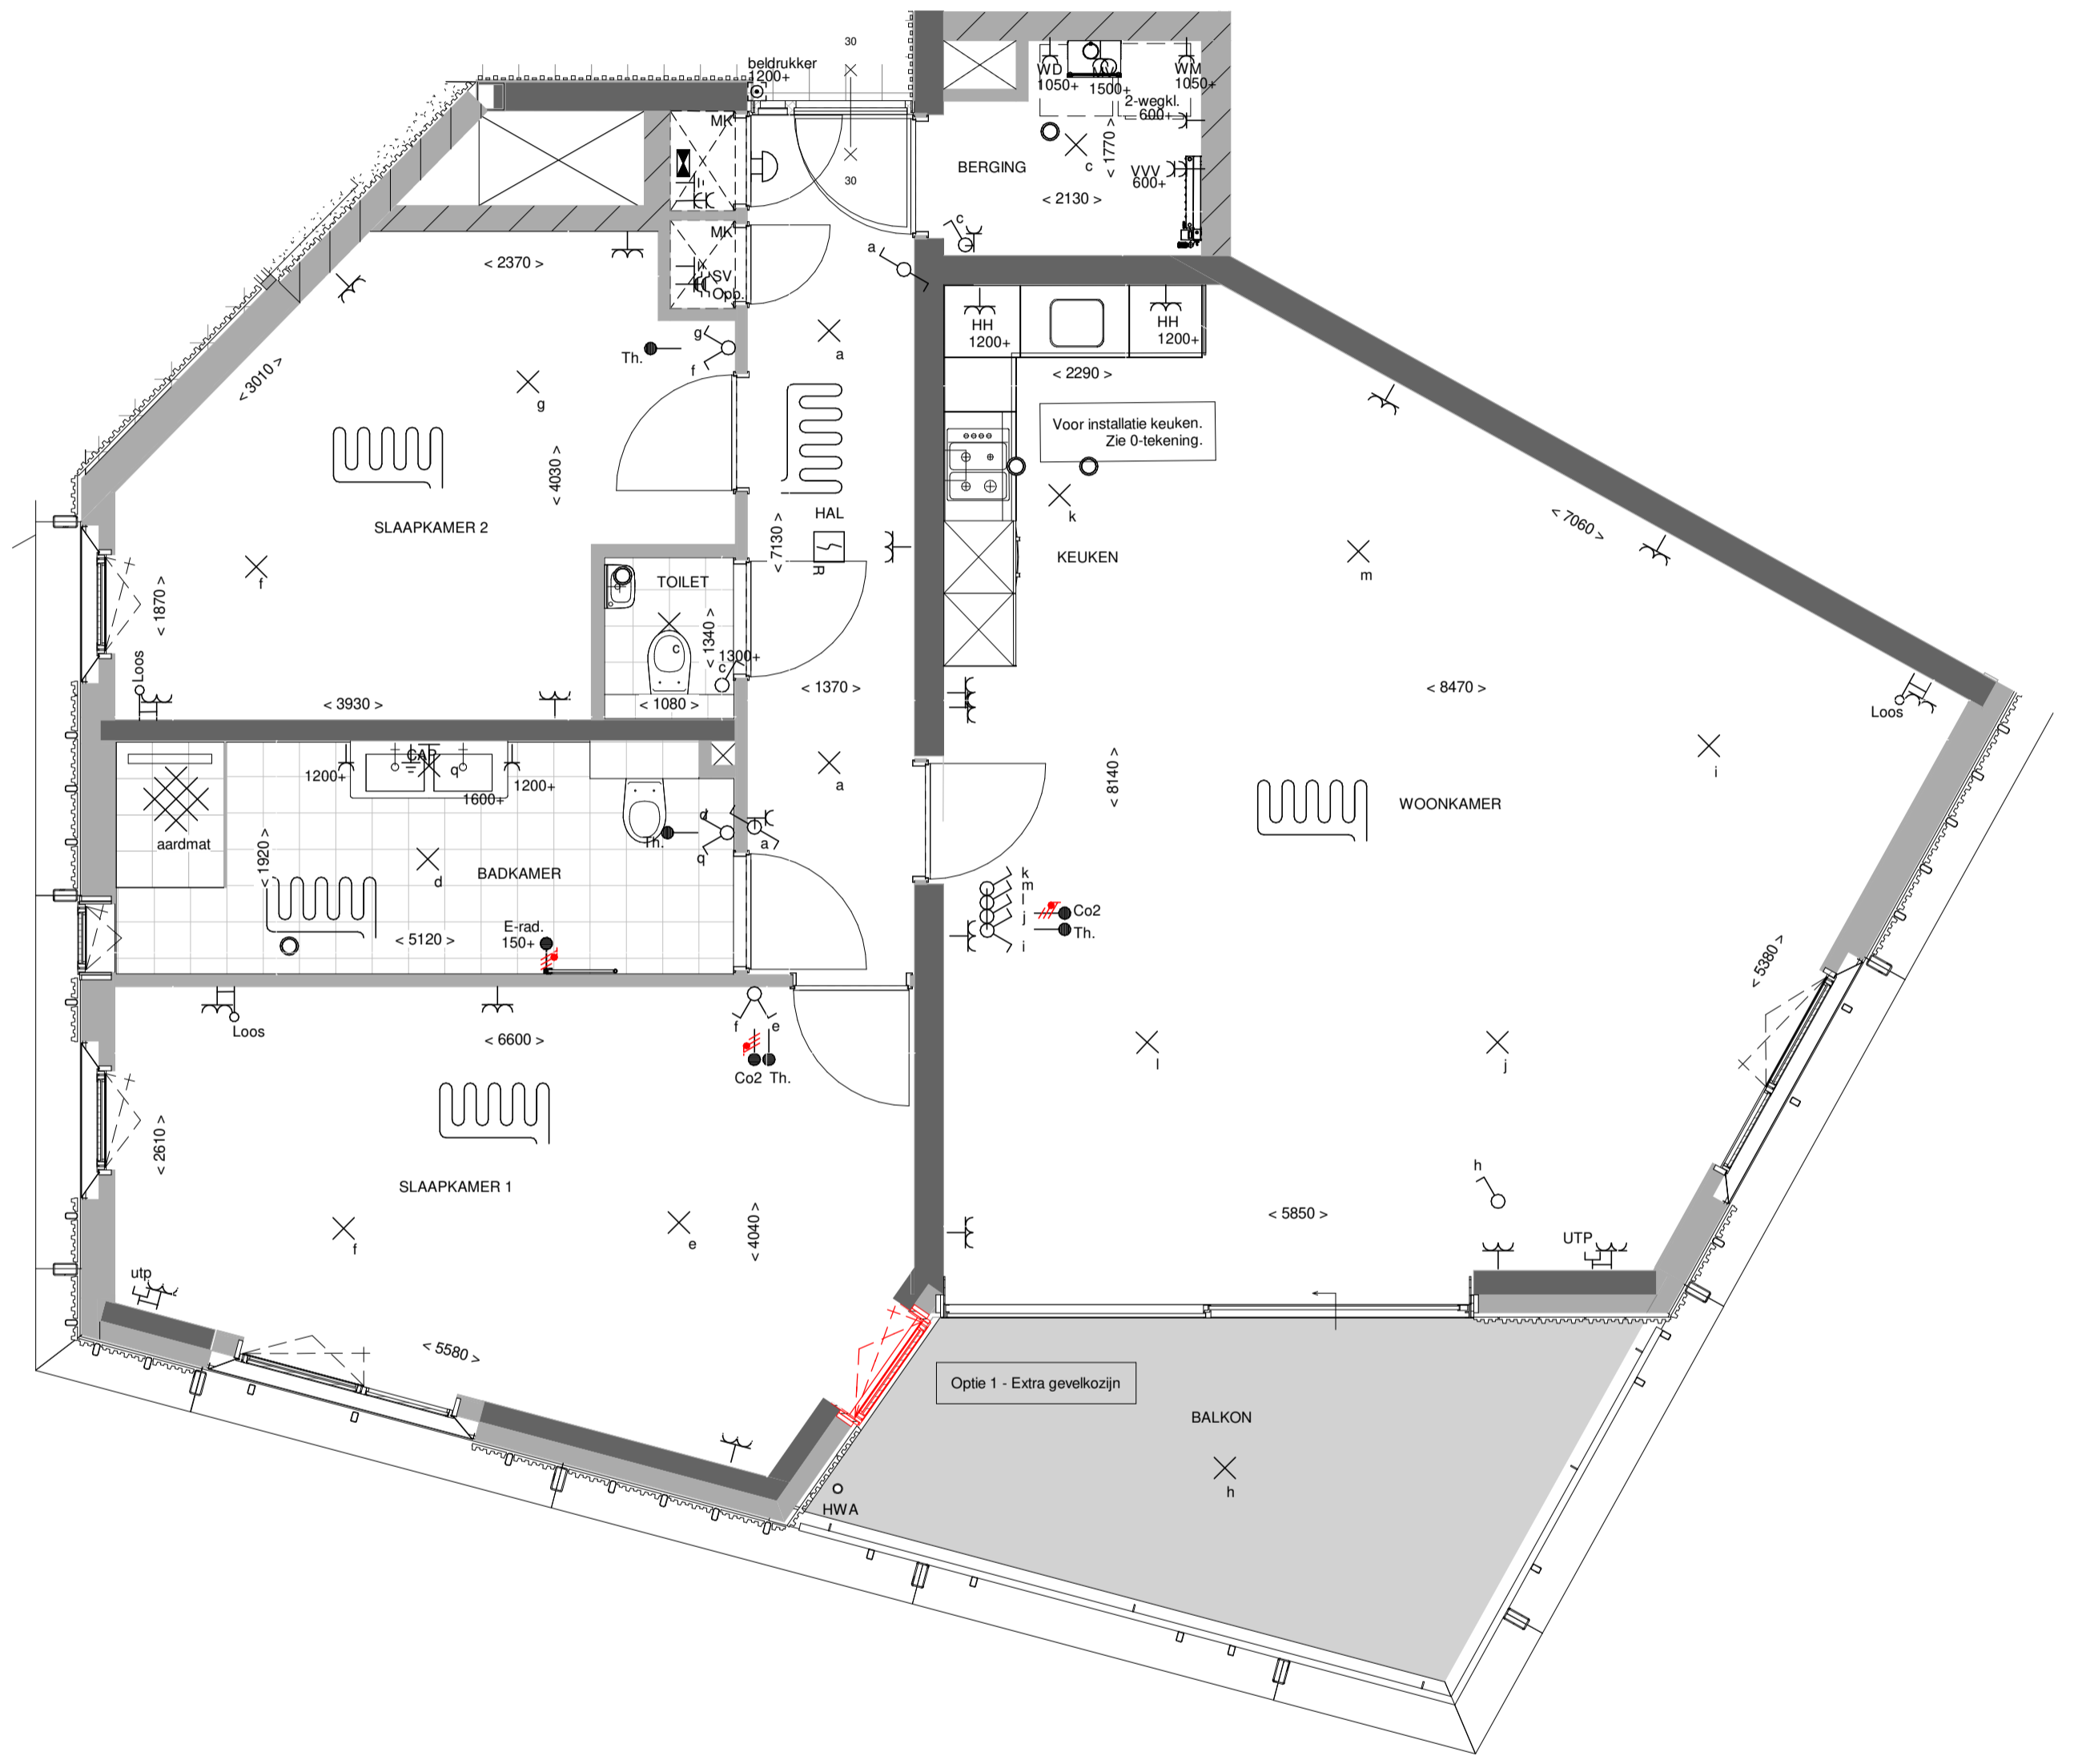 30
beldrukker
1200+
WD
1050+
1500+
WM
1050+
2-wegkl.
600+
MK
30
c
< 1770 >
BERGING
VVV
600+
< 2130 >
c
a
MK
< 2370 >
SV
Opp.
HH
1200+
HH
1200+
g
Th.
f
a
< 3010 >
< 2290 >
g
Voor installatie keuken.
Zie 0-tekening.
< 4030 >
k
HAL
SLAAPKAMER 2
< 7130 >
< 7060 >
KEUKEN
m
R
f
TOILET
< 1870 >
< 1340 >
c
1300+
c
Loos
< 1370 >
< 8470 >
< 3930 >
< 1080 >
Loos
CAP
q
1200+
1200+
1600+
a
i
< 8140 >
WOONKAMER
aardmat
d
Th.
q
a
< 1920 >
d
BADKAMER
k
m
l
j
i
Co2
Th.
E-rad.
150+
< 5120 >
< 5380 >
Loos
< 6600 >
f
e
Co2
Th.
l
j
h
SLAAPKAMER 1
< 2610 >
< 5850 >
f
e
< 4040 >
UTP
utp
< 5580 >
Optie 1 - Extra gevelkozijn
BALKON
h
HWA